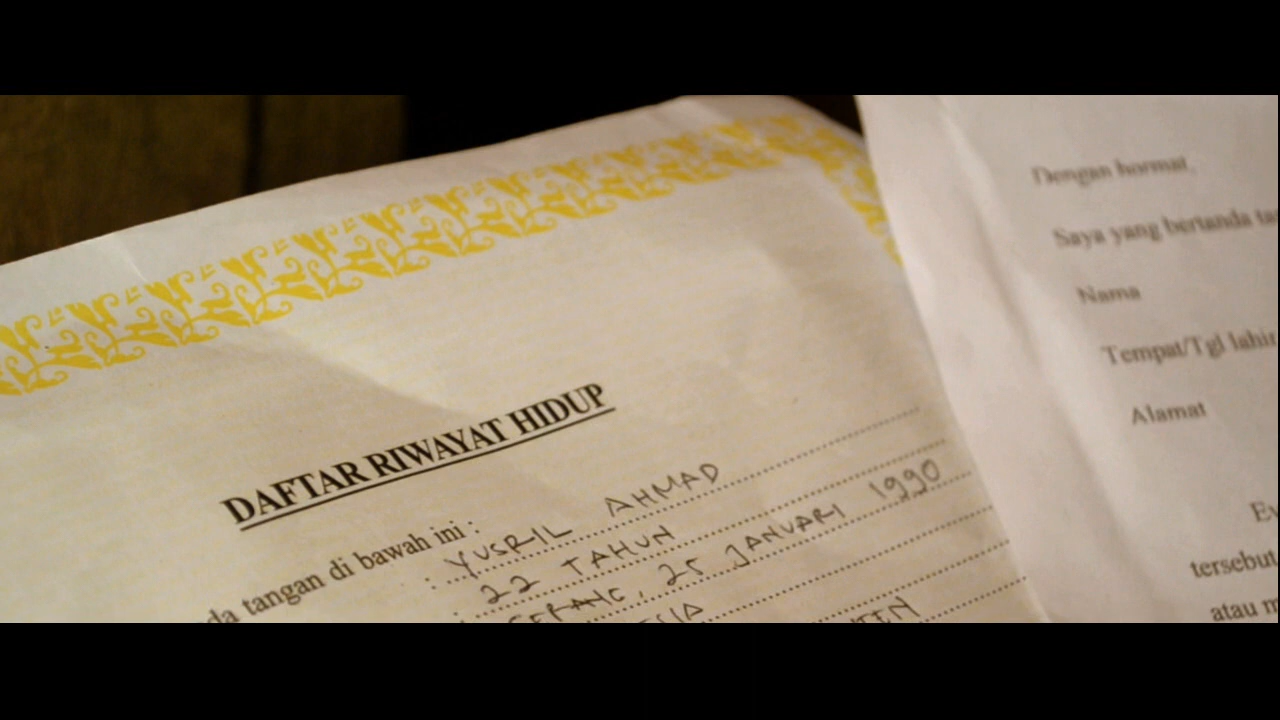 DAFTAR RIWAYAT HIDUP
tangan di bawah ini :
: YUSRIL AHMAD
: 22 TAHUN
25 JANUARI 1990
Dengan hormat,
Saya yang bertanda
Nama
Tempat/Tgl lahir
Alamat
tersebut
atau